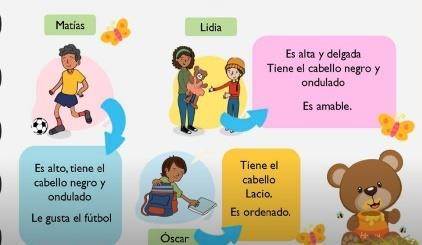 Matías
Lidia
Es alta y delgada
Tiene el cabello negro y
ondulado
Es amable.
Es alto, tiene el
cabello negro y
ondulado
Le gusta el fútbol
Tiene el
cabello
Lacio.
Es ordenado.
Óscar